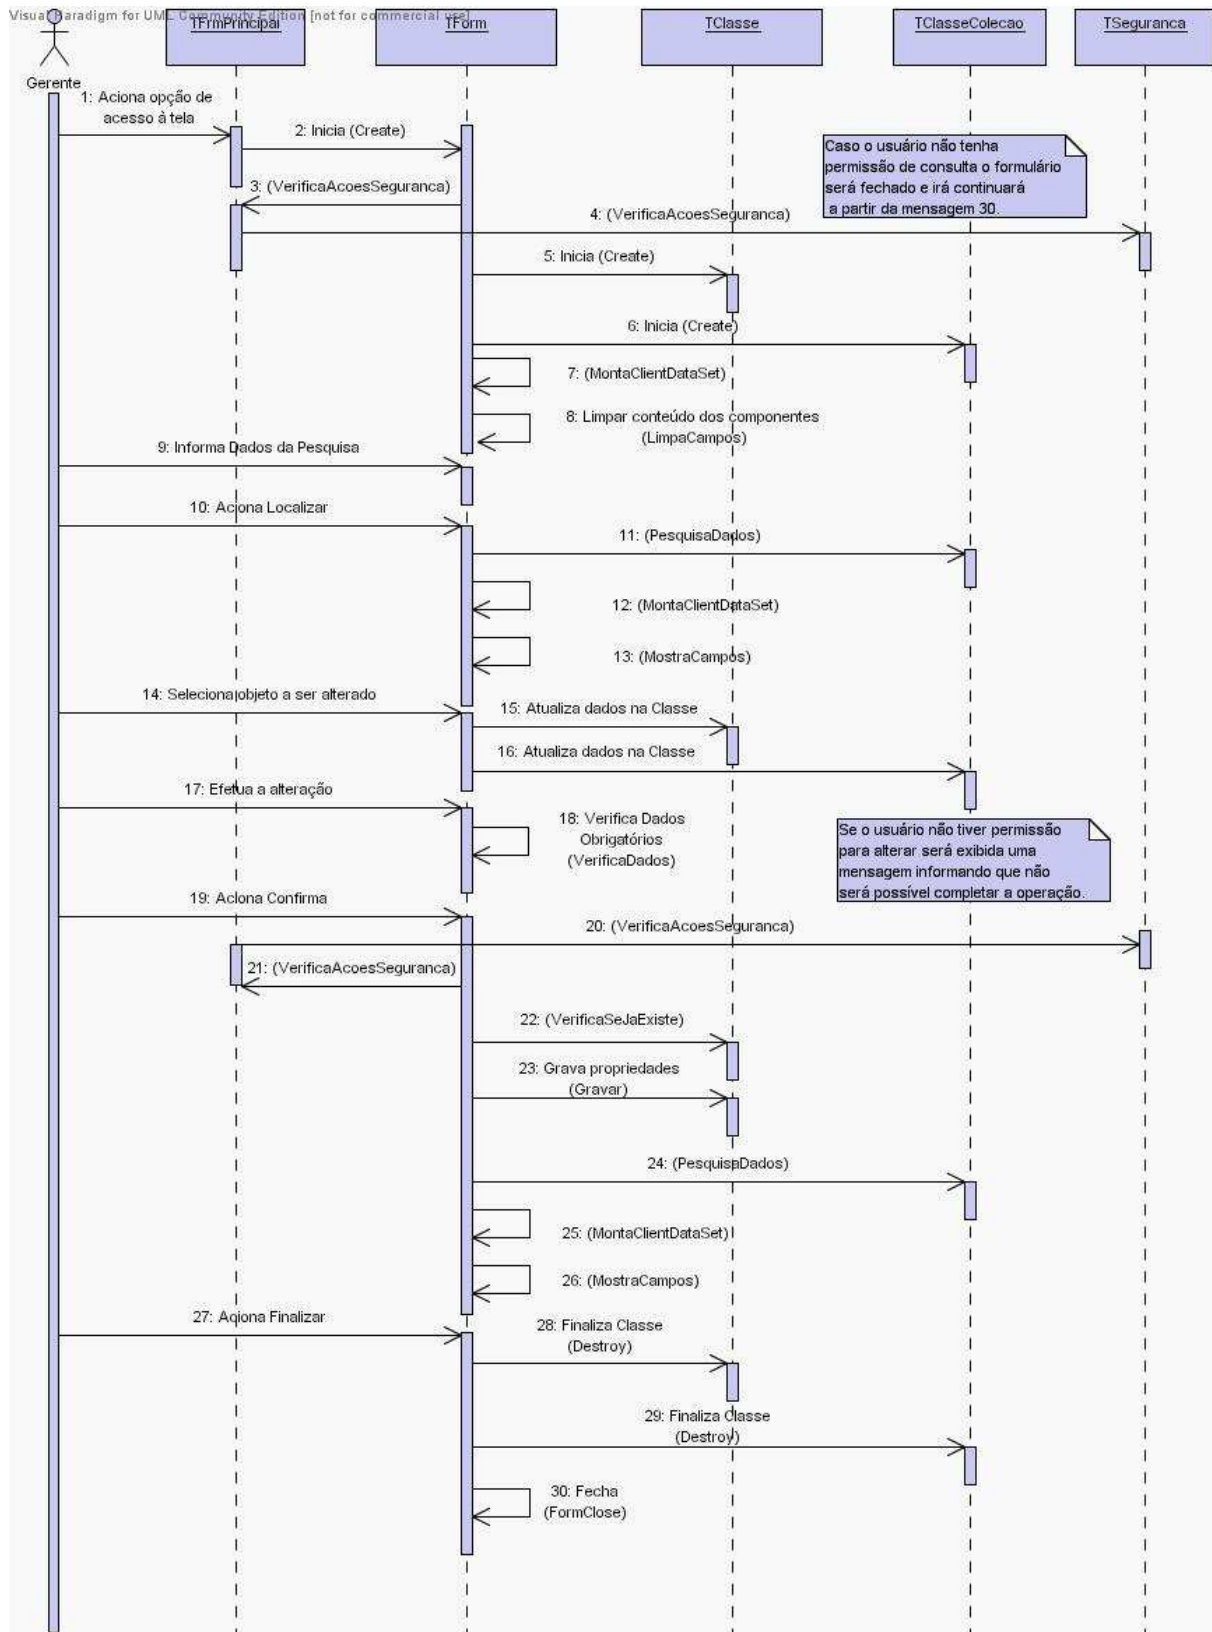 Visual Paradigm for UML Community Edition [not for commercial use]
TFrmPrincipal
TForm
TClasse
TClasseColecao
TSeguranca
Gerente
1: Aciona opção de
acesso à tela
2: Inicia (Create)
Caso o usuário não tenha
permissão de consulta o formulário
será fechado e irá continuará
a partir da mensagem 30.
3: (VerificaAcoesSeguranca)
4: (VerificaAcoesSeguranca)
5: Inicia (Create)
6: Inicia (Create)
7: (MontaClientDataSet)
8: Limpar conteúdo dos componentes
(LimpaCampos)
9: Informa Dados da Pesquisa
10: Aciona Localizar
11: (PesquisaDados)
12: (MontaClientDataSet)
13: (MostraCampos)
14: Seleciona objeto a ser alterado
15: Atualiza dados na Classe
16: Atualiza dados na Classe
17: Efetua a alteração
18: Verifica Dados
Obrigatórios
(VerificaDados)
Se o usuário não tiver permissão
para alterar será exibida uma
mensagem informando que não
será possível completar a operação.
19: Aciona Confirma
20: (VerificaAcoesSeguranca)
21: (VerificaAcoesSeguranca)
22: (VerificaSeJaExiste)
23: Grava propriedades
(Gravar)
24: (PesquisaDados)
25: (MontaClientDataSet)
26: (MostraCampos)
27: Aciona Finalizar
28: Finaliza Classe
(Destroy)
29: Finaliza Classe
(Destroy)
30: Fecha
(FormClose)